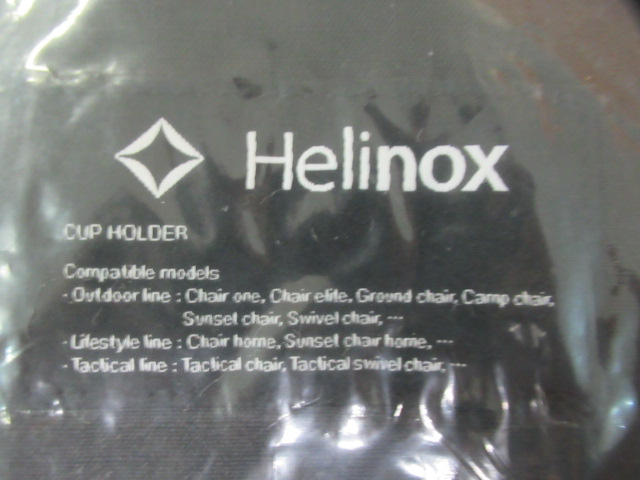 Helinox
CUP HOLDER
Compatible models
- Outdoor line : Chair one, Chair elite, Ground chair, Camp chair,
Sunset chair, Swivel chair, ···
- Lifestyle line : Chair home, Sunset chair home, ···
- Tactical line : Tactical chair, Tactical swivel chair, ···